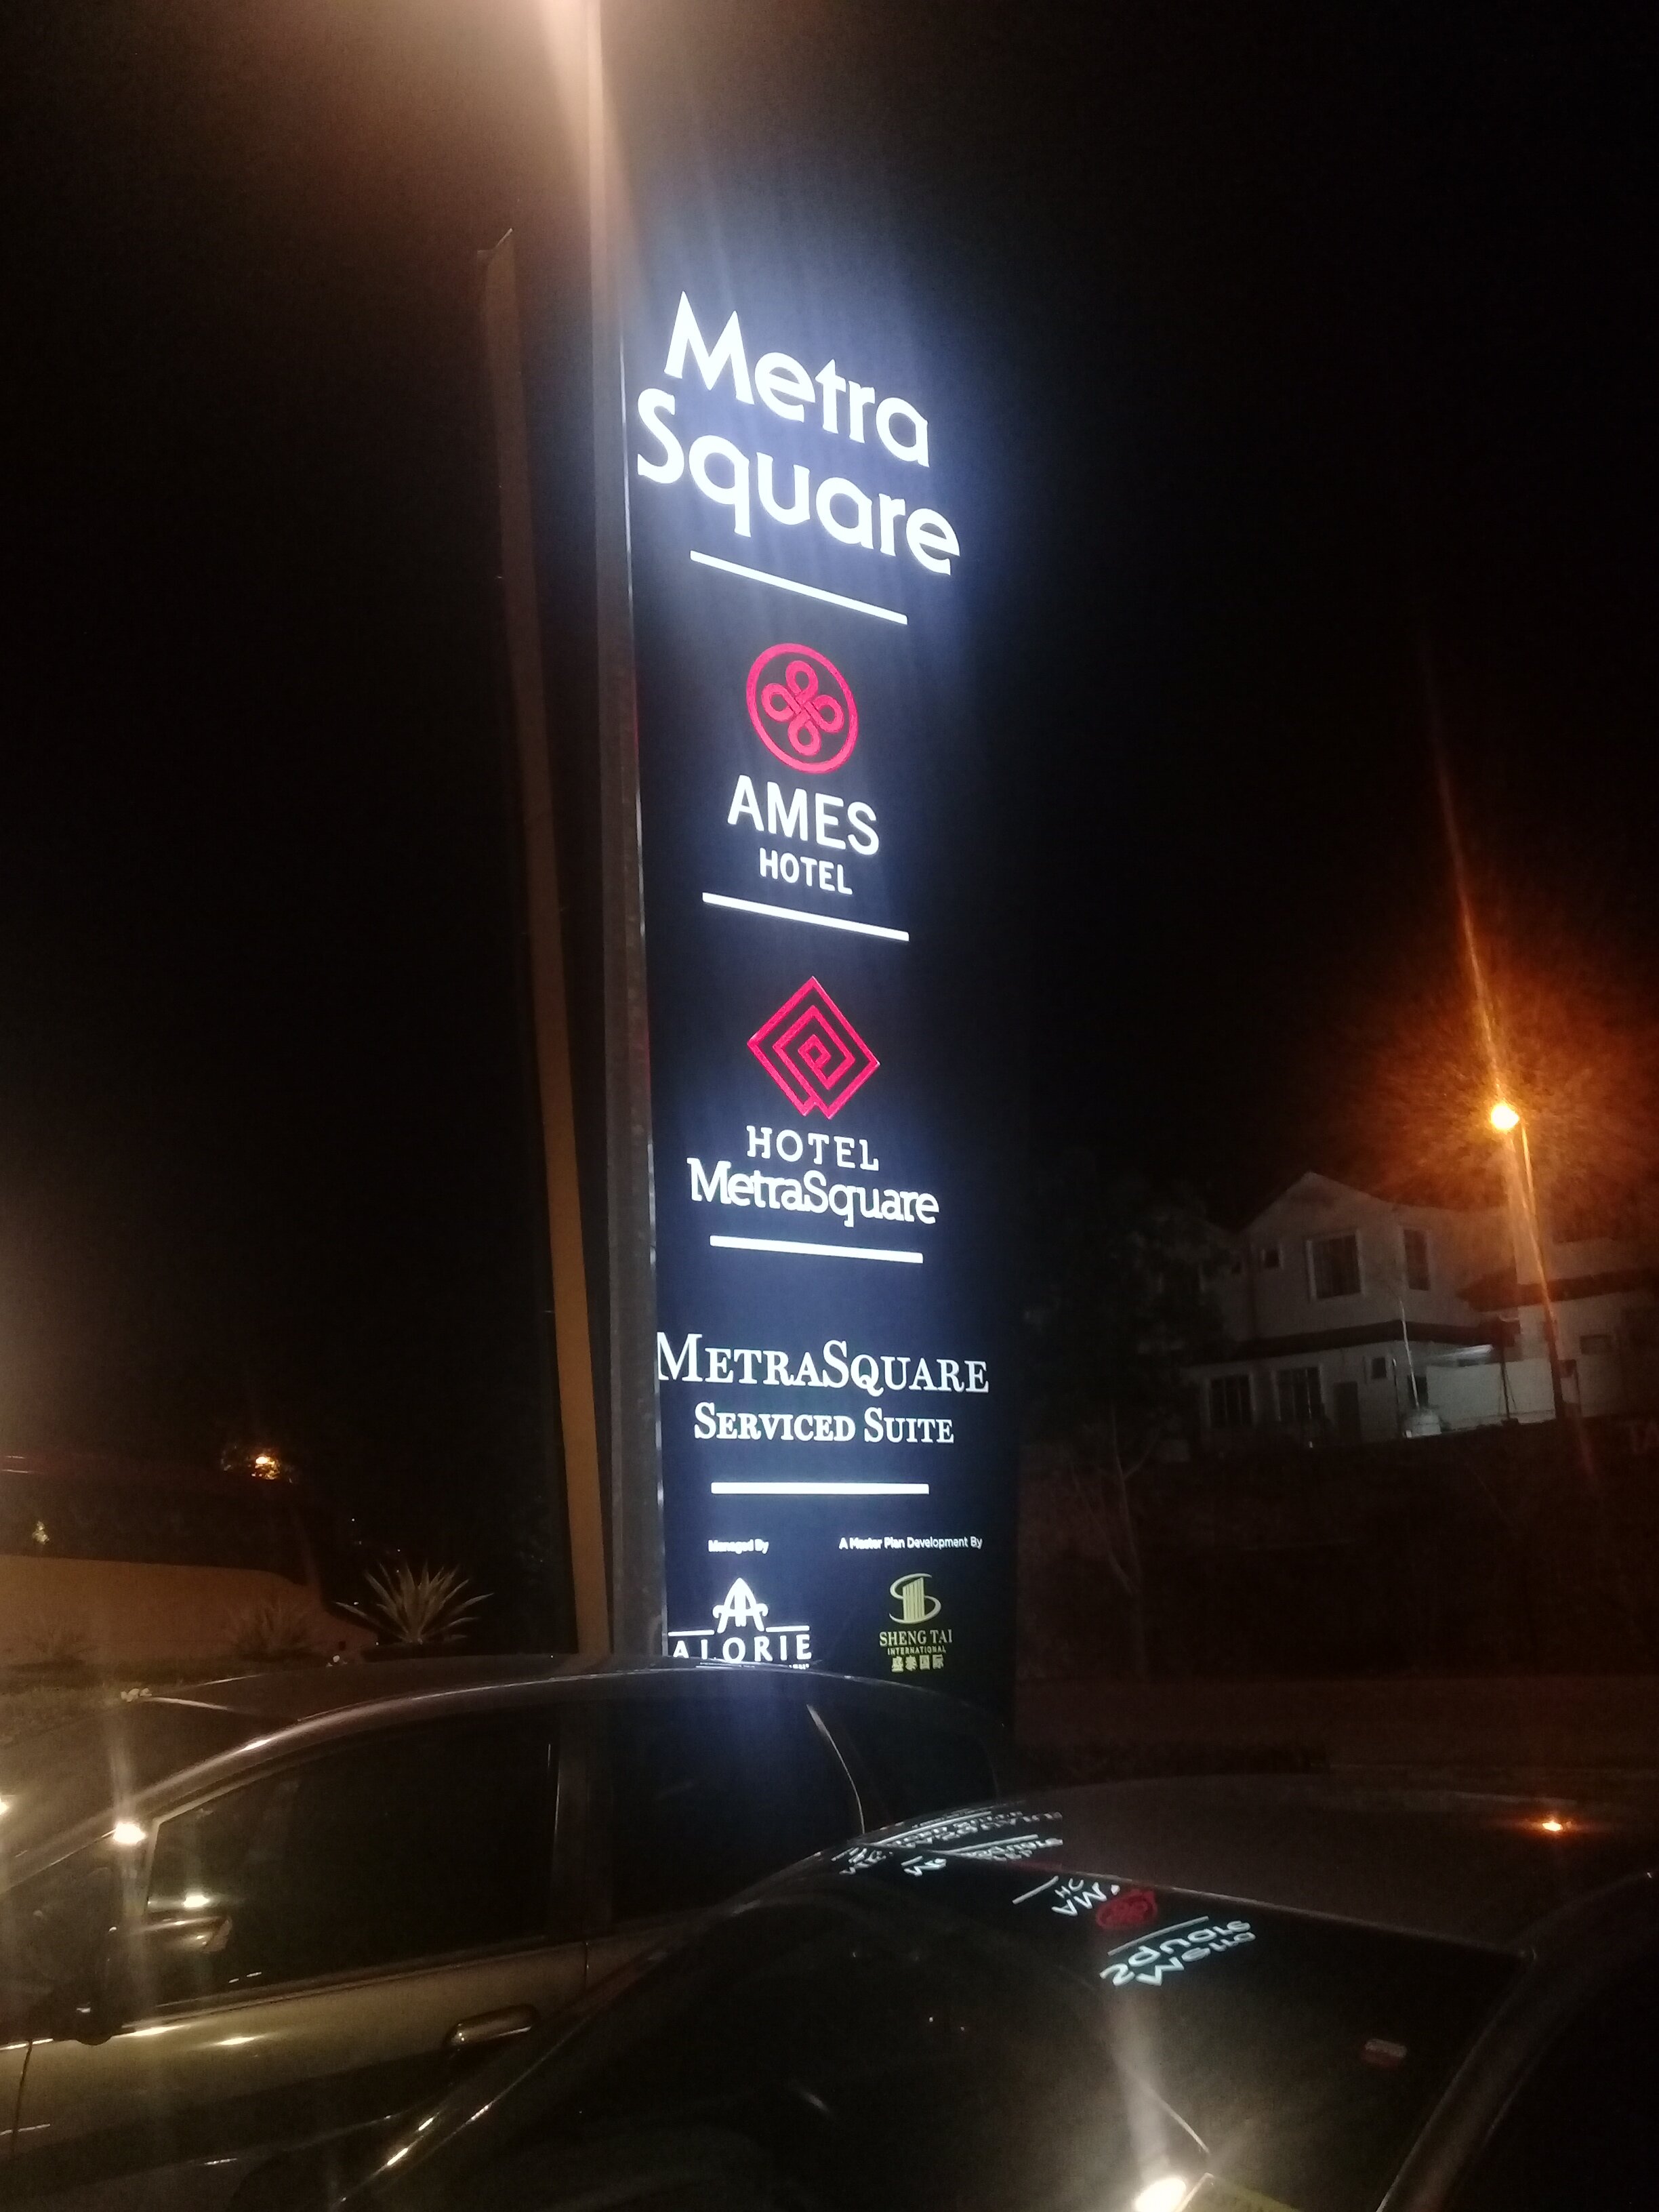 Metra
Square
AMES
HOTEL
HOTEL
MetraSquare
METRASQUARE
SERVICED SUITE
Managed By
A Master Plan Development By
ALORIE
SHENG TAI
INTERNATIONAL
盛泰国际